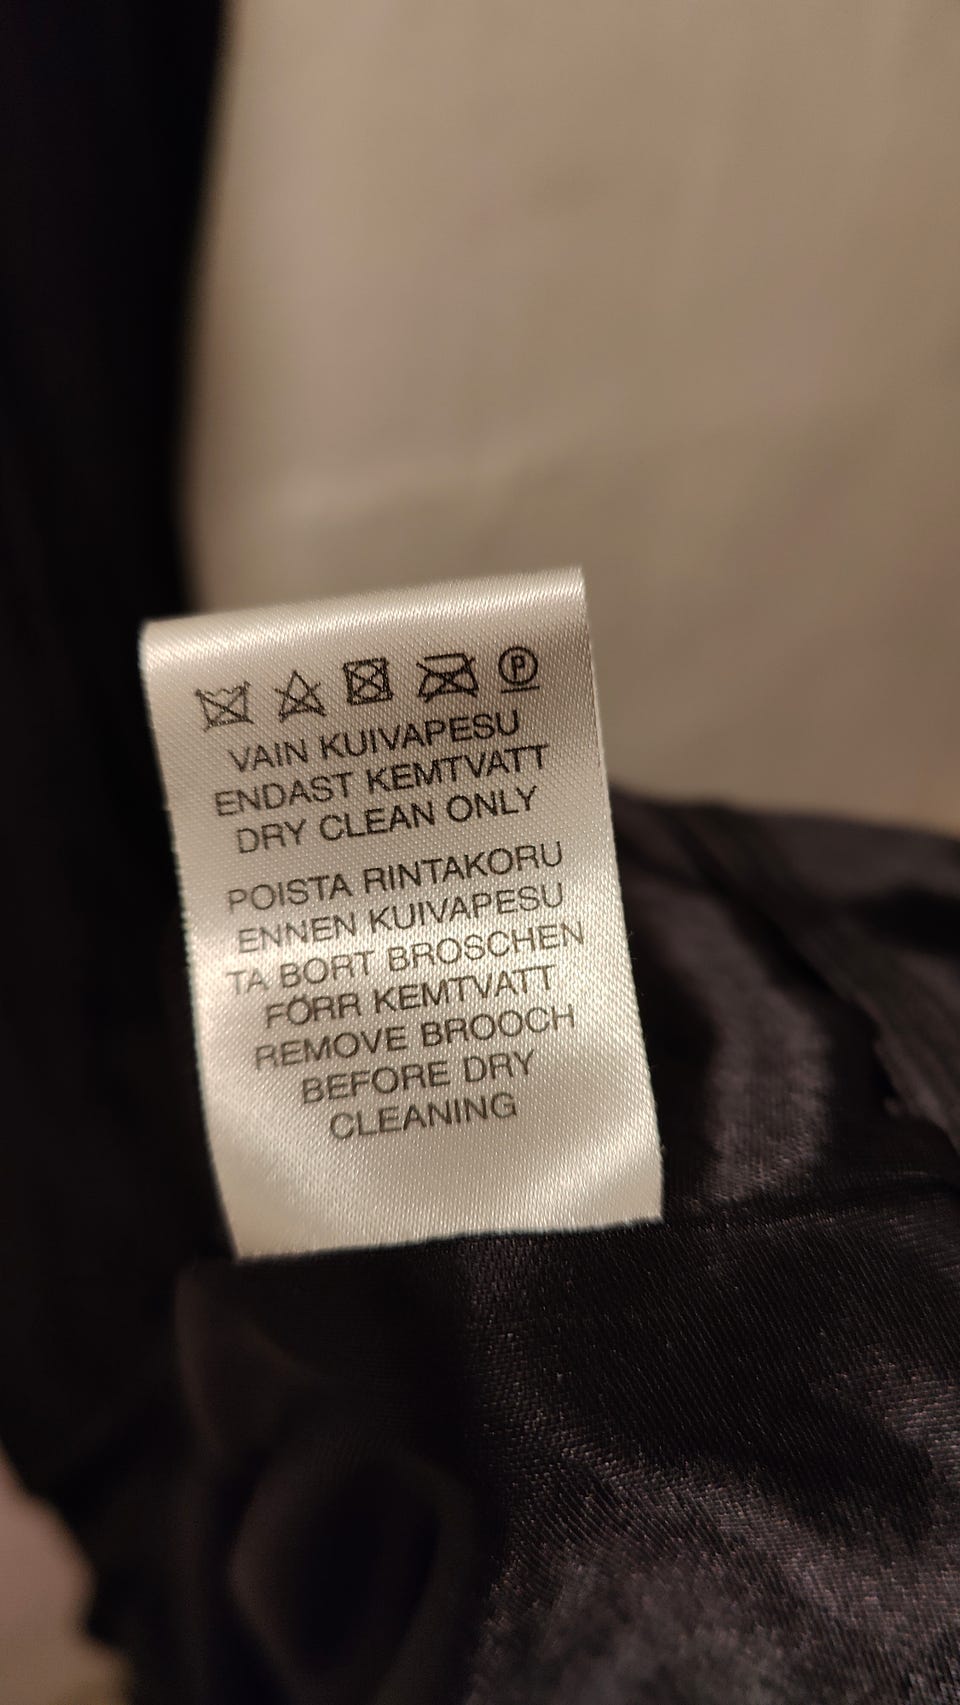 P
VAIN KUIVAPESU
ENDAST KEMTVATT
DRY CLEAN ONLY
POISTA RINTAKORU
ENNEN KUIVAPESU
TA BORT BROSCHEN
FÖRR KEMTVATT
REMOVE BROOCH
BEFORE DRY
CLEANING